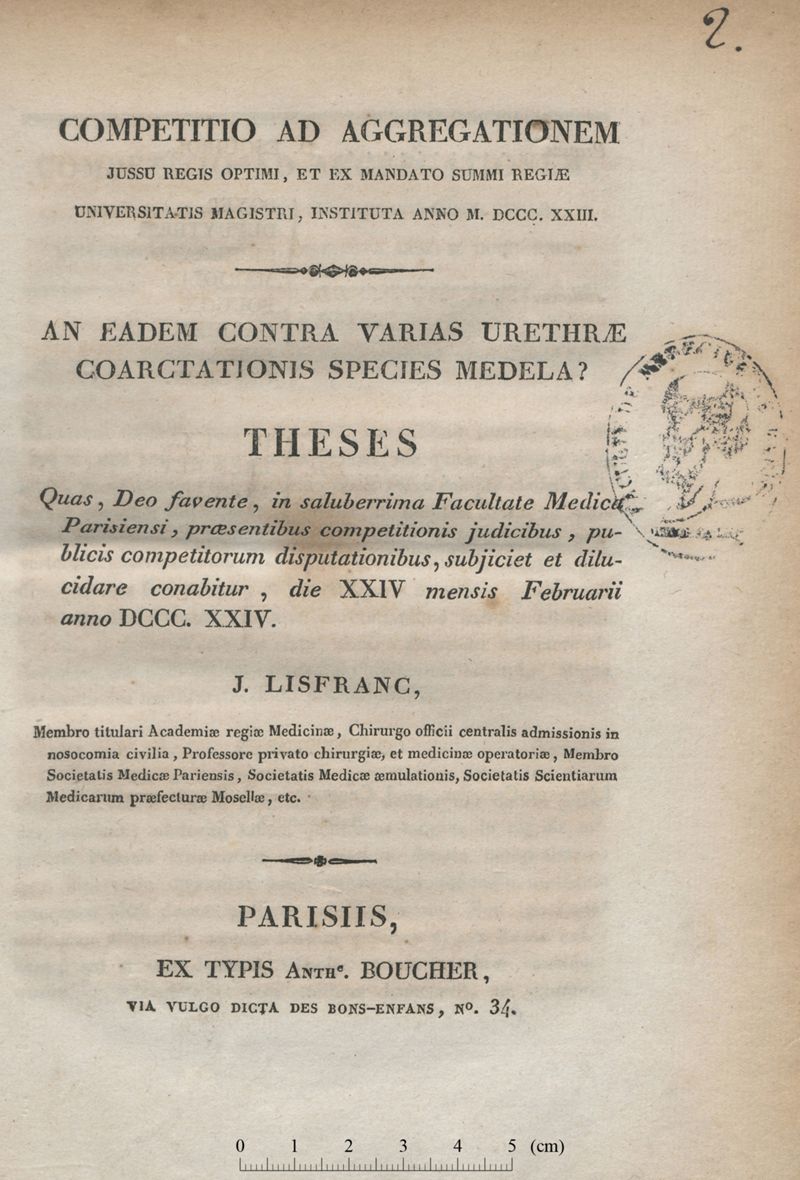 2.
COMPETITIO AD AGGREGATIONEM
JUSSU REGIS OPTIMI, ET EX MANDATO SUMMI REGIÆ
UNIVERSITATIS MAGISTRI, INSTITUTA ANNO M. DCCC. XXIII.
AN EADEM CONTRA VARIAS URETHRÆ
COARCTATIONIS SPECIES MEDELA?
THESES
Quas, Deo favente, in saluberrima Facultate Medicæ
Parisiensi, præsentibus competitionis judicibus, pu-
blicis competitorum disputationibus, subjiciet et dilu-
cidare conabitur, die XXIV mensis Februarii
anno DCCC. XXIV.
J. LISFRANC,
Membro titulari Academiæ regiæ Medicinæ, Chirurgo officii centralis admissionis in
nosocomia civilia, Professore privato chirurgiæ, et medicinæ operatoriæ, Membro
Societatis Medicæ Pariensis, Societatis Medicæ æmulationis, Societatis Scientiarum
Medicarum præfecturæ Mosellæ, etc.
PARISIIS,
EX TYPIS ANTHe. BOUCHER,
VIA VULGO DICTA DES BONS-ENFANS, No. 34.
0 1 2 3 4 5 (cm)